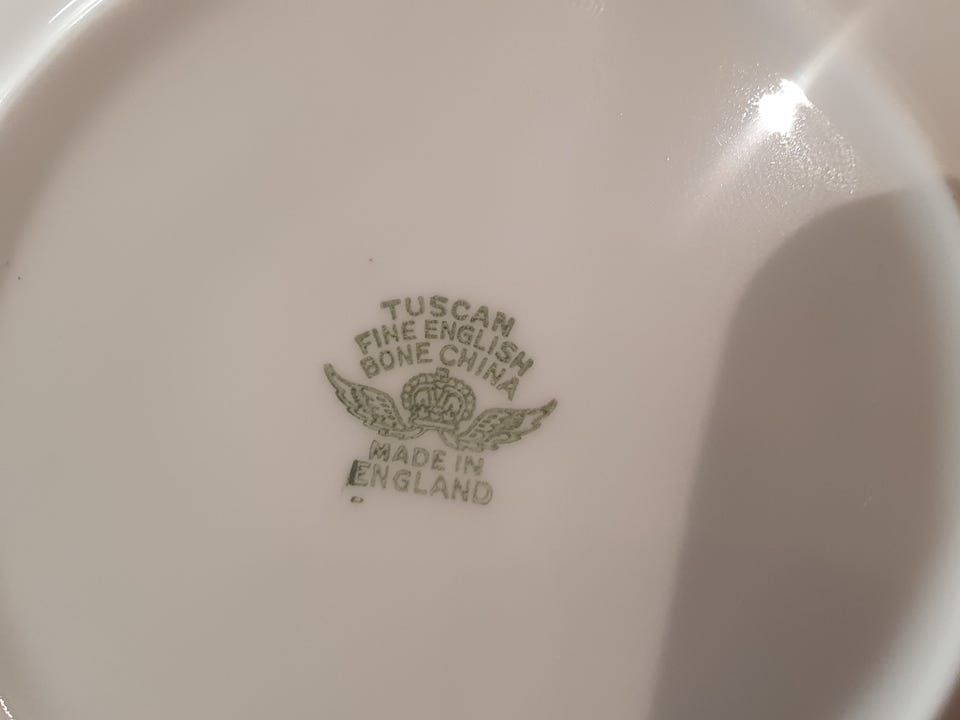 TUSCAN
FINE ENGLISH
BONE CHINA
MADE IN
ENGLAND